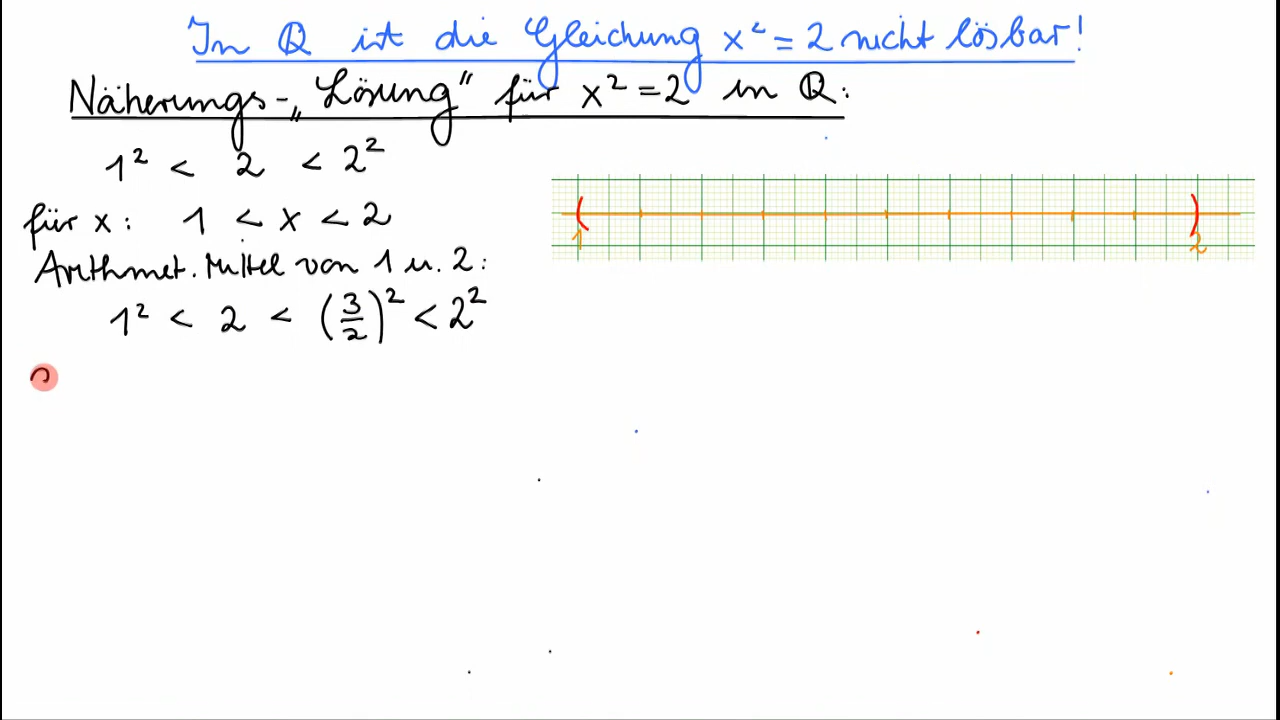 In ℚ ist die Gleichung x² = 2 nicht lösbar!
Näherungs-„Lösung“ für x² = 2 in ℚ:
1² < 2 < 2²
für x: 1 < x < 2
Arithmet. Mittel von 1 u. 2:
1² < 2 < (3/2)² < 2²
( )
1 2